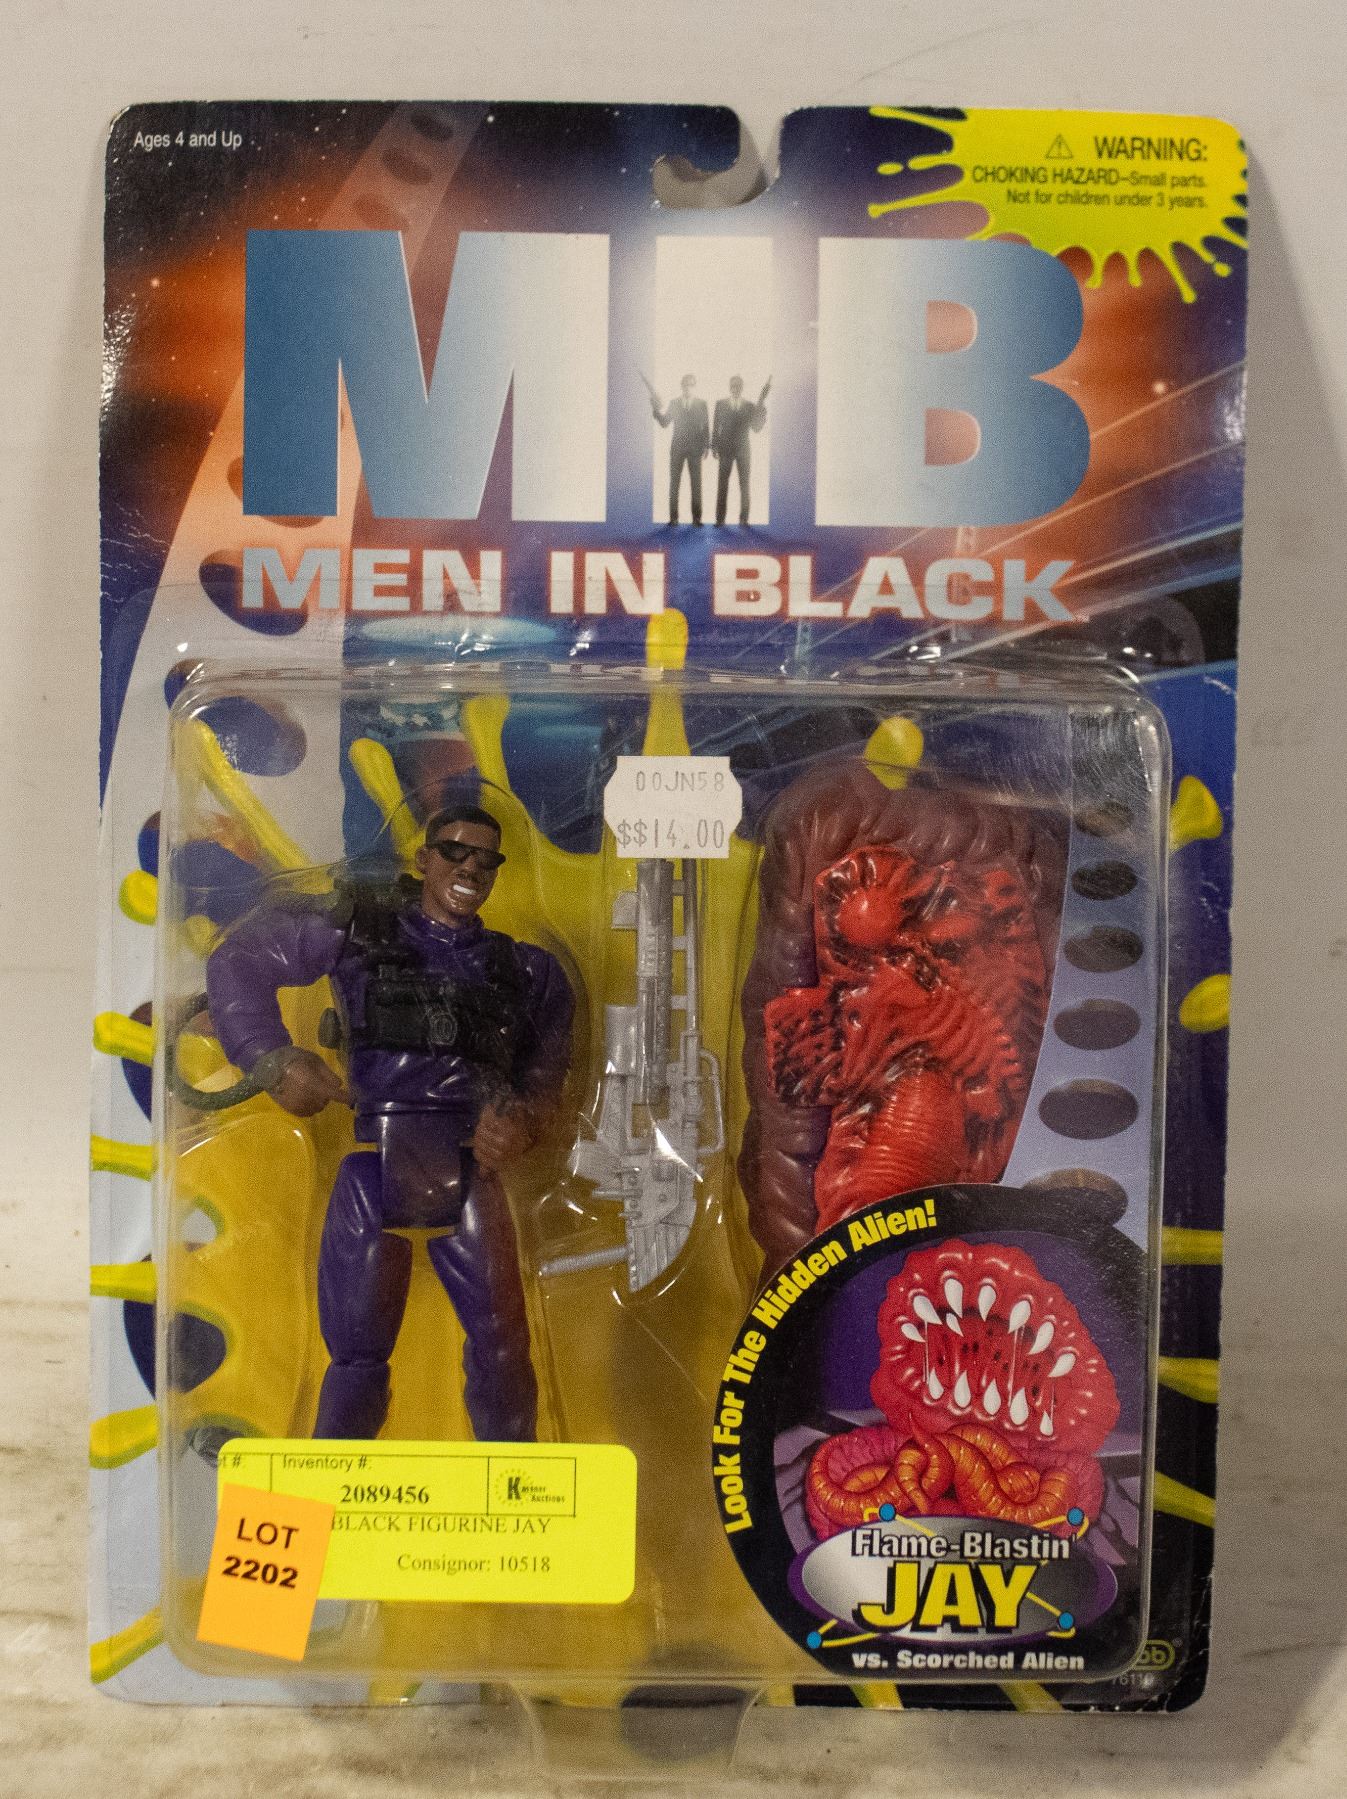 Ages 4 and Up
⚠ WARNING:
CHOKING HAZARD–Small parts.
Not for children under 3 years.
MIB
MEN IN BLACK
00JN58
$$14.00
Look For The Hidden Alien!
Inventory #:
2089456
Auctions
BLACK FIGURINE JAY
Consignor: 10518
LOT
2202
Flame-Blastin'
JAY
vs. Scorched Alien